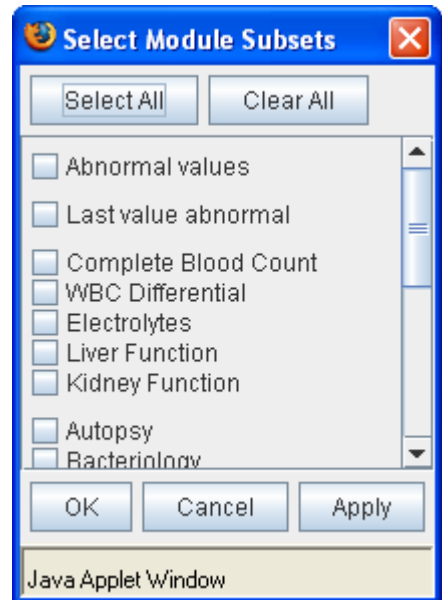 Select Module Subsets
Select All Clear All
Abnormal values
Last value abnormal
Complete Blood Count
WBC Differential
Electrolytes
Liver Function
Kidney Function
Autopsy
Bacteriology
OK Cancel Apply
Java Applet Window